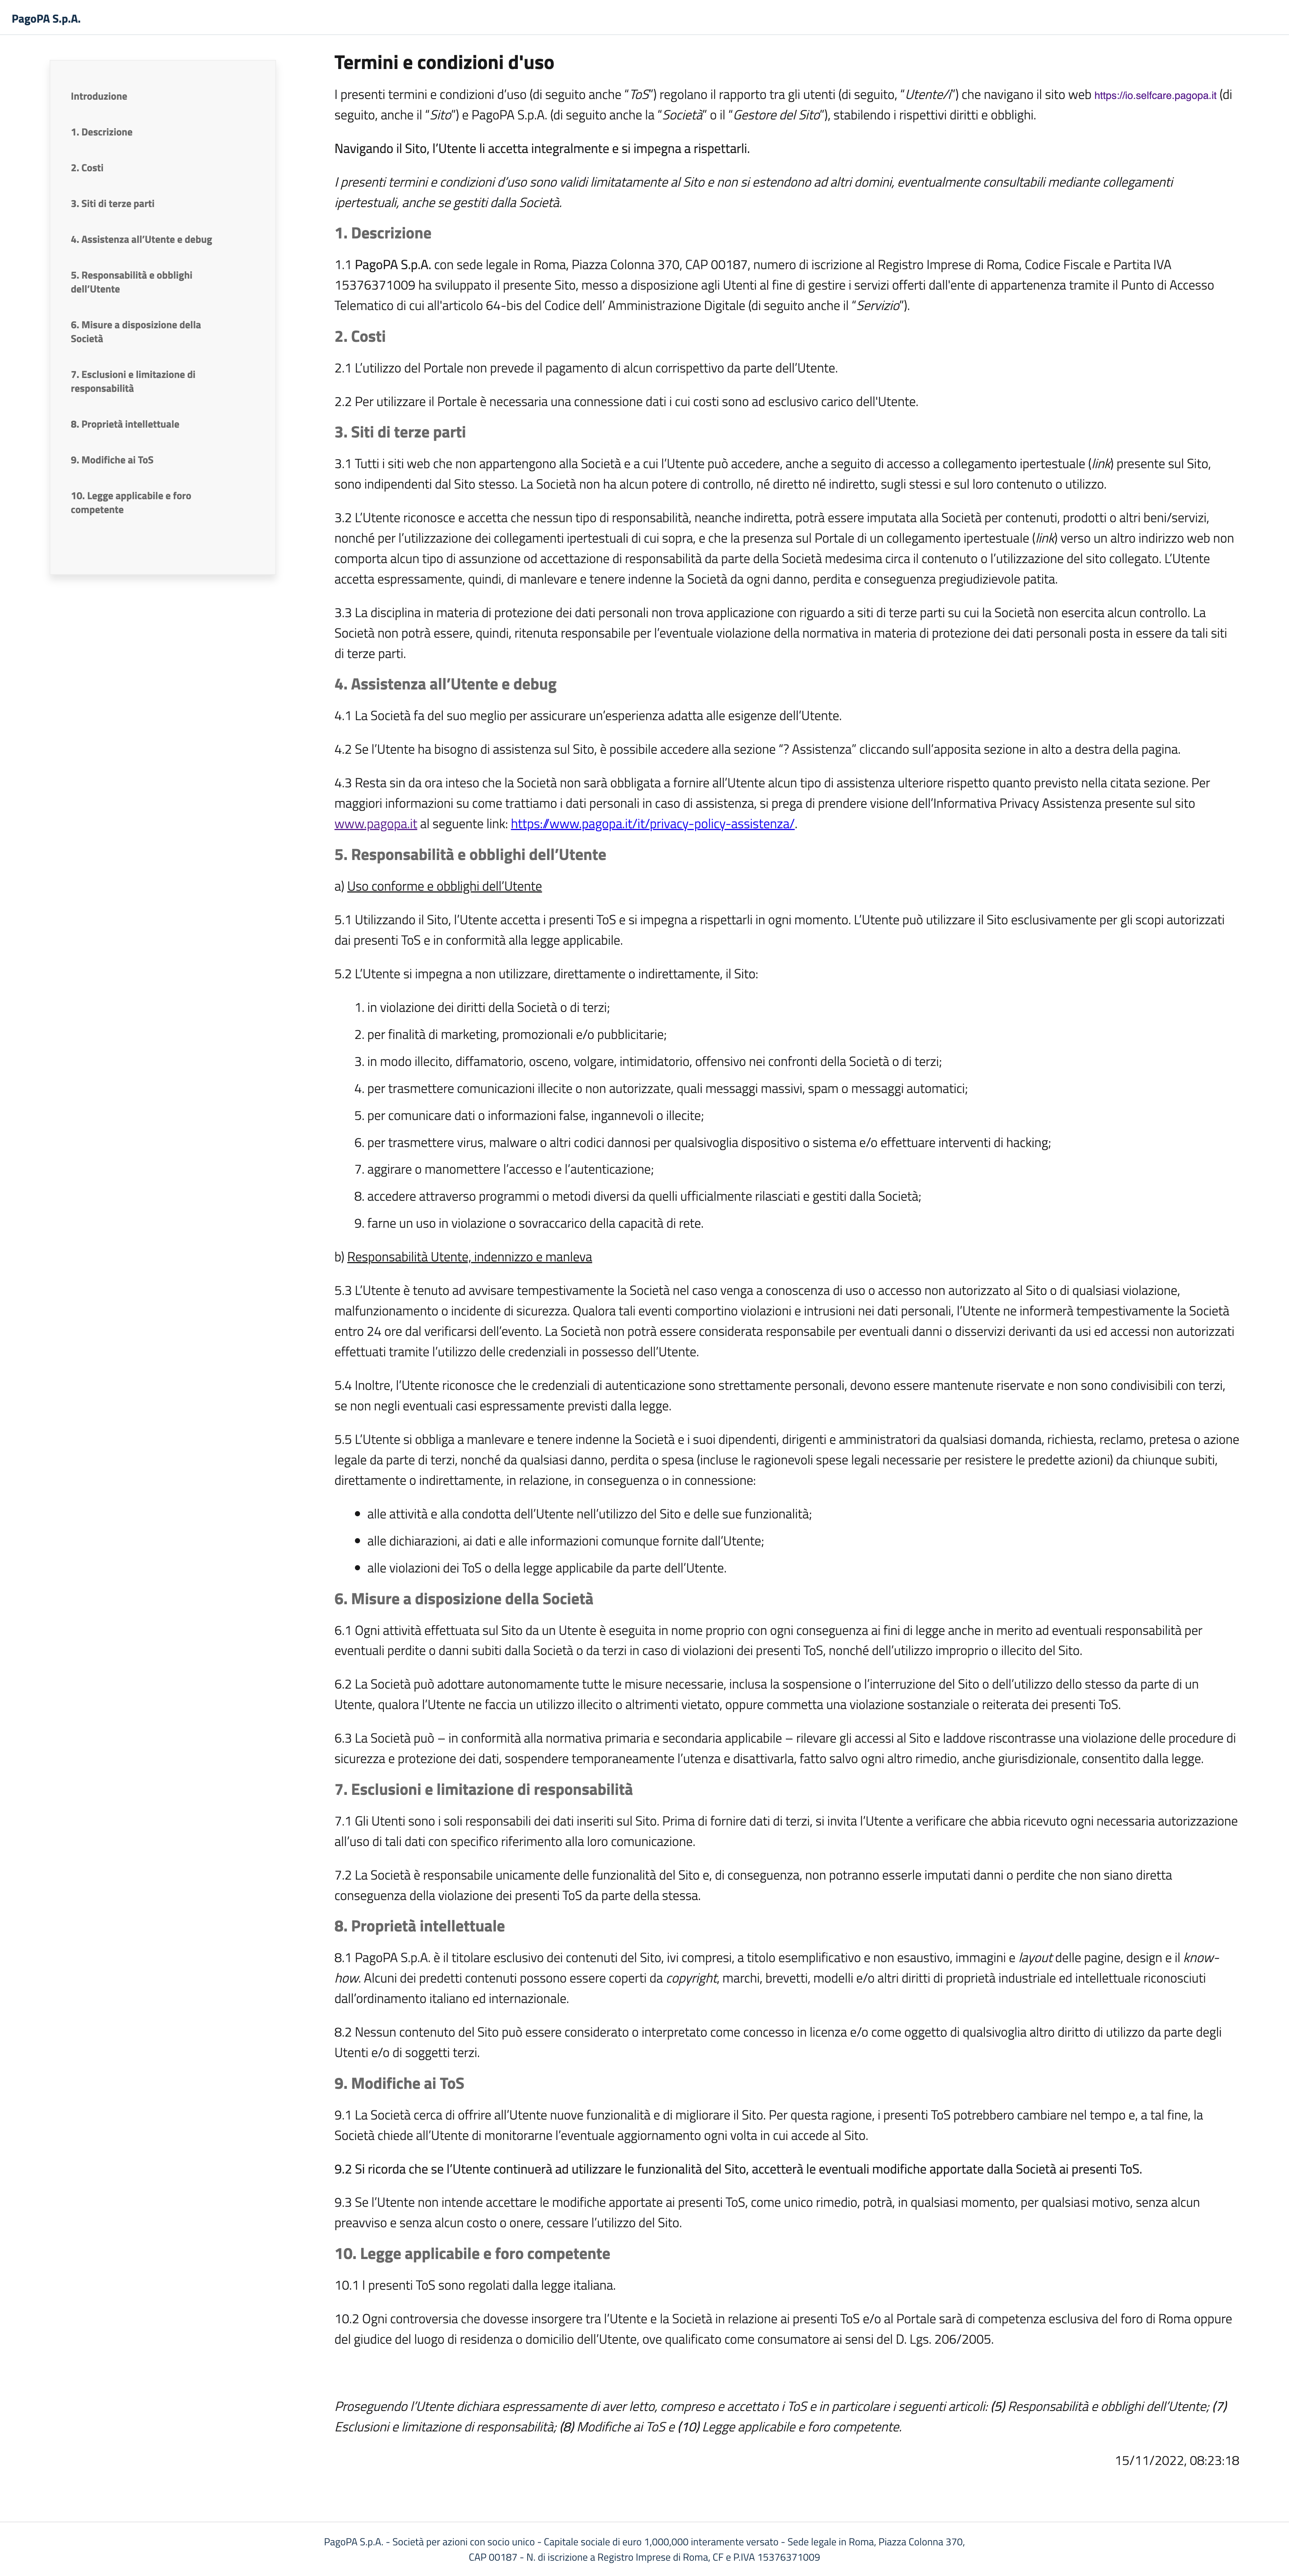 PagoPA S.p.A.
Introduzione
1. Descrizione
2. Costi
3. Siti di terze parti
4. Assistenza all’Utente e debug
5. Responsabilità e obblighi
dell’Utente
6. Misure a disposizione della
Società
7. Esclusioni e limitazione di
responsabilità
8. Proprietà intellettuale
9. Modifiche ai ToS
10. Legge applicabile e foro
competente
Termini e condizioni d'uso
I presenti termini e condizioni d’uso (di seguito anche “ToS”) regolano il rapporto tra gli utenti (di seguito, “Utente/i”) che navigano il sito web https://io.selfcare.pagopa.it (di
seguito, anche il “Sito”) e PagoPA S.p.A. (di seguito anche la “Società” o il “Gestore del Sito”), stabilendo i rispettivi diritti e obblighi.
Navigando il Sito, l’Utente li accetta integralmente e si impegna a rispettarli.
I presenti termini e condizioni d’uso sono validi limitatamente al Sito e non si estendono ad altri domini, eventualmente consultabili mediante collegamenti
ipertestuali, anche se gestiti dalla Società.
1. Descrizione
1.1 PagoPA S.p.A. con sede legale in Roma, Piazza Colonna 370, CAP 00187, numero di iscrizione al Registro Imprese di Roma, Codice Fiscale e Partita IVA
15376371009 ha sviluppato il presente Sito, messo a disposizione agli Utenti al fine di gestire i servizi offerti dall'ente di appartenenza tramite il Punto di Accesso
Telematico di cui all'articolo 64-bis del Codice dell’ Amministrazione Digitale (di seguito anche il “Servizio”).
2. Costi
2.1 L’utilizzo del Portale non prevede il pagamento di alcun corrispettivo da parte dell’Utente.
2.2 Per utilizzare il Portale è necessaria una connessione dati i cui costi sono ad esclusivo carico dell'Utente.
3. Siti di terze parti
3.1 Tutti i siti web che non appartengono alla Società e a cui l’Utente può accedere, anche a seguito di accesso a collegamento ipertestuale (link) presente sul Sito,
sono indipendenti dal Sito stesso. La Società non ha alcun potere di controllo, né diretto né indiretto, sugli stessi e sul loro contenuto o utilizzo.
3.2 L’Utente riconosce e accetta che nessun tipo di responsabilità, neanche indiretta, potrà essere imputata alla Società per contenuti, prodotti o altri beni/servizi,
nonché per l’utilizzazione dei collegamenti ipertestuali di cui sopra, e che la presenza sul Portale di un collegamento ipertestuale (link) verso un altro indirizzo web non
comporta alcun tipo di assunzione od accettazione di responsabilità da parte della Società medesima circa il contenuto o l’utilizzazione del sito collegato. L’Utente
accetta espressamente, quindi, di manlevare e tenere indenne la Società da ogni danno, perdita e conseguenza pregiudizievole patita.
3.3 La disciplina in materia di protezione dei dati personali non trova applicazione con riguardo a siti di terze parti su cui la Società non esercita alcun controllo. La
Società non potrà essere, quindi, ritenuta responsabile per l’eventuale violazione della normativa in materia di protezione dei dati personali posta in essere da tali siti
di terze parti.
4. Assistenza all’Utente e debug
4.1 La Società fa del suo meglio per assicurare un’esperienza adatta alle esigenze dell’Utente.
4.2 Se l’Utente ha bisogno di assistenza sul Sito, è possibile accedere alla sezione “? Assistenza” cliccando sull’apposita sezione in alto a destra della pagina.
4.3 Resta sin da ora inteso che la Società non sarà obbligata a fornire all’Utente alcun tipo di assistenza ulteriore rispetto quanto previsto nella citata sezione. Per
maggiori informazioni su come trattiamo i dati personali in caso di assistenza, si prega di prendere visione dell’Informativa Privacy Assistenza presente sul sito
www.pagopa.it al seguente link: https://www.pagopa.it/it/privacy-policy-assistenza/.
5. Responsabilità e obblighi dell’Utente
a) Uso conforme e obblighi dell’Utente
5.1 Utilizzando il Sito, l’Utente accetta i presenti ToS e si impegna a rispettarli in ogni momento. L’Utente può utilizzare il Sito esclusivamente per gli scopi autorizzati
dai presenti ToS e in conformità alla legge applicabile.
5.2 L’Utente si impegna a non utilizzare, direttamente o indirettamente, il Sito:
1. in violazione dei diritti della Società o di terzi;
2. per finalità di marketing, promozionali e/o pubblicitarie;
3. in modo illecito, diffamatorio, osceno, volgare, intimidatorio, offensivo nei confronti della Società o di terzi;
4. per trasmettere comunicazioni illecite o non autorizzate, quali messaggi massivi, spam o messaggi automatici;
5. per comunicare dati o informazioni false, ingannevoli o illecite;
6. per trasmettere virus, malware o altri codici dannosi per qualsivoglia dispositivo o sistema e/o effettuare interventi di hacking;
7. aggirare o manomettere l’accesso e l’autenticazione;
8. accedere attraverso programmi o metodi diversi da quelli ufficialmente rilasciati e gestiti dalla Società;
9. farne un uso in violazione o sovraccarico della capacità di rete.
b) Responsabilità Utente, indennizzo e manleva
5.3 L’Utente è tenuto ad avvisare tempestivamente la Società nel caso venga a conoscenza di uso o accesso non autorizzato al Sito o di qualsiasi violazione,
malfunzionamento o incidente di sicurezza. Qualora tali eventi comportino violazioni e intrusioni nei dati personali, l’Utente ne informerà tempestivamente la Società
entro 24 ore dal verificarsi dell’evento. La Società non potrà essere considerata responsabile per eventuali danni o disservizi derivanti da usi ed accessi non autorizzati
effettuati tramite l’utilizzo delle credenziali in possesso dell’Utente.
5.4 Inoltre, l’Utente riconosce che le credenziali di autenticazione sono strettamente personali, devono essere mantenute riservate e non sono condivisibili con terzi,
se non negli eventuali casi espressamente previsti dalla legge.
5.5 L’Utente si obbliga a manlevare e tenere indenne la Società e i suoi dipendenti, dirigenti e amministratori da qualsiasi domanda, richiesta, reclamo, pretesa o azione
legale da parte di terzi, nonché da qualsiasi danno, perdita o spesa (incluse le ragionevoli spese legali necessarie per resistere le predette azioni) da chiunque subiti,
direttamente o indirettamente, in relazione, in conseguenza o in connessione:
• alle attività e alla condotta dell’Utente nell’utilizzo del Sito e delle sue funzionalità;
• alle dichiarazioni, ai dati e alle informazioni comunque fornite dall’Utente;
• alle violazioni dei ToS o della legge applicabile da parte dell’Utente.
6. Misure a disposizione della Società
6.1 Ogni attività effettuata sul Sito da un Utente è eseguita in nome proprio con ogni conseguenza ai fini di legge anche in merito ad eventuali responsabilità per
eventuali perdite o danni subiti dalla Società o da terzi in caso di violazioni dei presenti ToS, nonché dell’utilizzo improprio o illecito del Sito.
6.2 La Società può adottare autonomamente tutte le misure necessarie, inclusa la sospensione o l’interruzione del Sito o dell’utilizzo dello stesso da parte di un
Utente, qualora l’Utente ne faccia un utilizzo illecito o altrimenti vietato, oppure commetta una violazione sostanziale o reiterata dei presenti ToS.
6.3 La Società può – in conformità alla normativa primaria e secondaria applicabile – rilevare gli accessi al Sito e laddove riscontrasse una violazione delle procedure di
sicurezza e protezione dei dati, sospendere temporaneamente l’utenza e disattivarla, fatto salvo ogni altro rimedio, anche giurisdizionale, consentito dalla legge.
7. Esclusioni e limitazione di responsabilità
7.1 Gli Utenti sono i soli responsabili dei dati inseriti sul Sito. Prima di fornire dati di terzi, si invita l’Utente a verificare che abbia ricevuto ogni necessaria autorizzazione
all’uso di tali dati con specifico riferimento alla loro comunicazione.
7.2 La Società è responsabile unicamente delle funzionalità del Sito e, di conseguenza, non potranno esserle imputati danni o perdite che non siano diretta
conseguenza della violazione dei presenti ToS da parte della stessa.
8. Proprietà intellettuale
8.1 PagoPA S.p.A. è il titolare esclusivo dei contenuti del Sito, ivi compresi, a titolo esemplificativo e non esaustivo, immagini e layout delle pagine, design e il know-
how. Alcuni dei predetti contenuti possono essere coperti da copyright, marchi, brevetti, modelli e/o altri diritti di proprietà industriale ed intellettuale riconosciuti
dall’ordinamento italiano ed internazionale.
8.2 Nessun contenuto del Sito può essere considerato o interpretato come concesso in licenza e/o come oggetto di qualsivoglia altro diritto di utilizzo da parte degli
Utenti e/o di soggetti terzi.
9. Modifiche ai ToS
9.1 La Società cerca di offrire all’Utente nuove funzionalità e di migliorare il Sito. Per questa ragione, i presenti ToS potrebbero cambiare nel tempo e, a tal fine, la
Società chiede all’Utente di monitorarne l’eventuale aggiornamento ogni volta in cui accede al Sito.
9.2 Si ricorda che se l’Utente continuerà ad utilizzare le funzionalità del Sito, accetterà le eventuali modifiche apportate dalla Società ai presenti ToS.
9.3 Se l’Utente non intende accettare le modifiche apportate ai presenti ToS, come unico rimedio, potrà, in qualsiasi momento, per qualsiasi motivo, senza alcun
preavviso e senza alcun costo o onere, cessare l’utilizzo del Sito.
10. Legge applicabile e foro competente
10.1 I presenti ToS sono regolati dalla legge italiana.
10.2 Ogni controversia che dovesse insorgere tra l’Utente e la Società in relazione ai presenti ToS e/o al Portale sarà di competenza esclusiva del foro di Roma oppure
del giudice del luogo di residenza o domicilio dell’Utente, ove qualificato come consumatore ai sensi del D. Lgs. 206/2005.
Proseguendo l’Utente dichiara espressamente di aver letto, compreso e accettato i ToS e in particolare i seguenti articoli: (5) Responsabilità e obblighi dell’Utente; (7)
Esclusioni e limitazione di responsabilità; (8) Modifiche ai ToS e (10) Legge applicabile e foro competente.
15/11/2022, 08:23:18
PagoPA S.p.A. - Società per azioni con socio unico - Capitale sociale di euro 1,000,000 interamente versato - Sede legale in Roma, Piazza Colonna 370,
CAP 00187 - N. di iscrizione a Registro Imprese di Roma, CF e P.IVA 15376371009